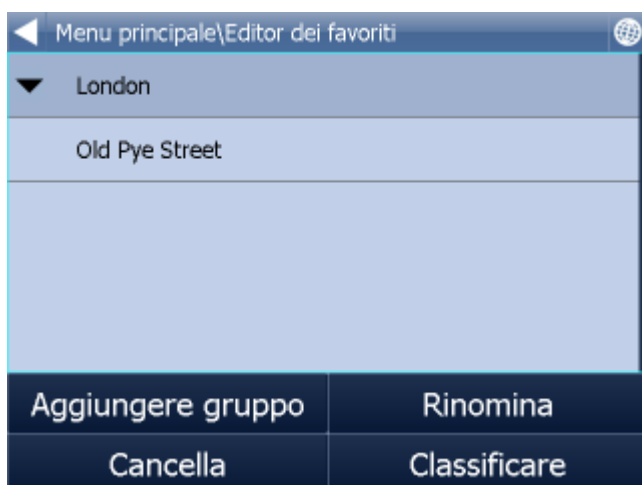 Menu principale\Editor dei favoriti
London
Old Pye Street
Aggiungere gruppo
Rinomina
Cancella
Classificare